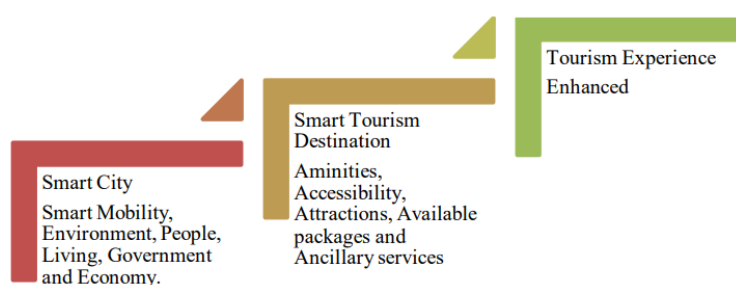 Smart City
Smart Mobility,
Environment, People,
Living, Government
and Economy.
Smart Tourism
Destination
Aminities,
Accessibility,
Attractions, Available
packages and
Ancillary services
Tourism Experience
Enhanced